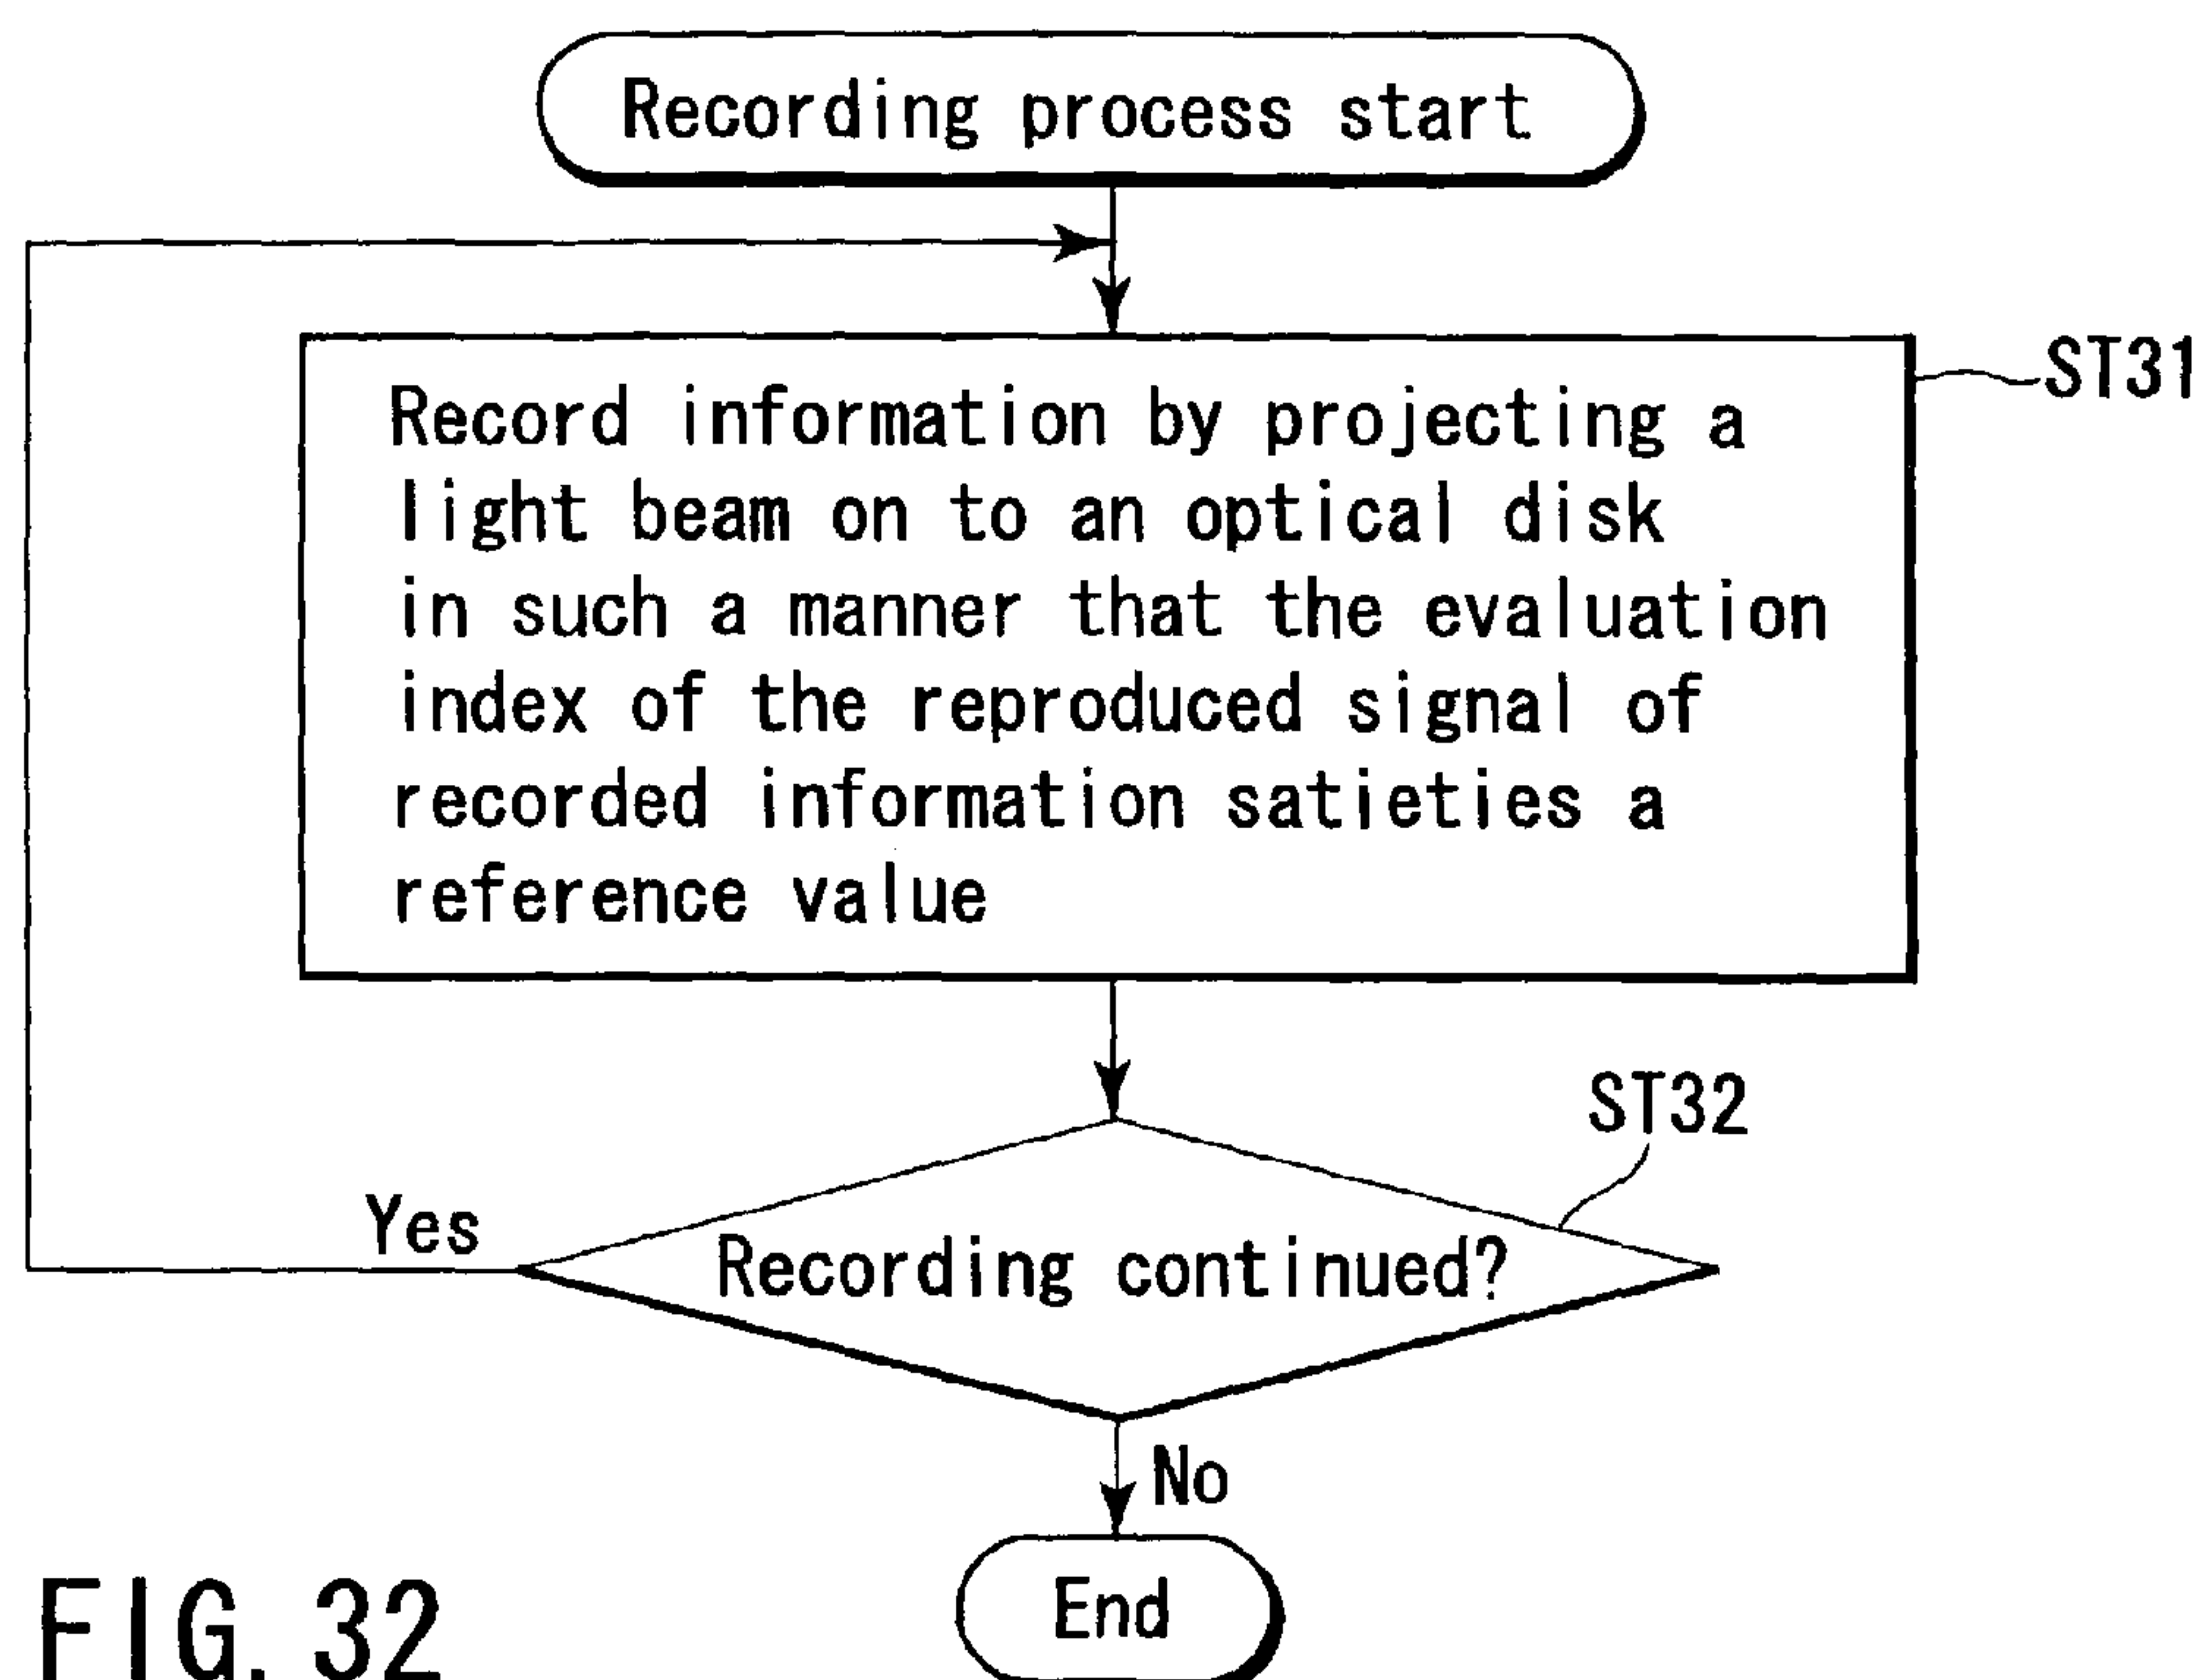 Recording process start
ST31
Record information by projecting a
light beam on to an optical disk
in such a manner that the evaluation
index of the reproduced signal of
recorded information satieties a
reference value
ST32
Yes
Recording continued?
No
End
FIG. 32